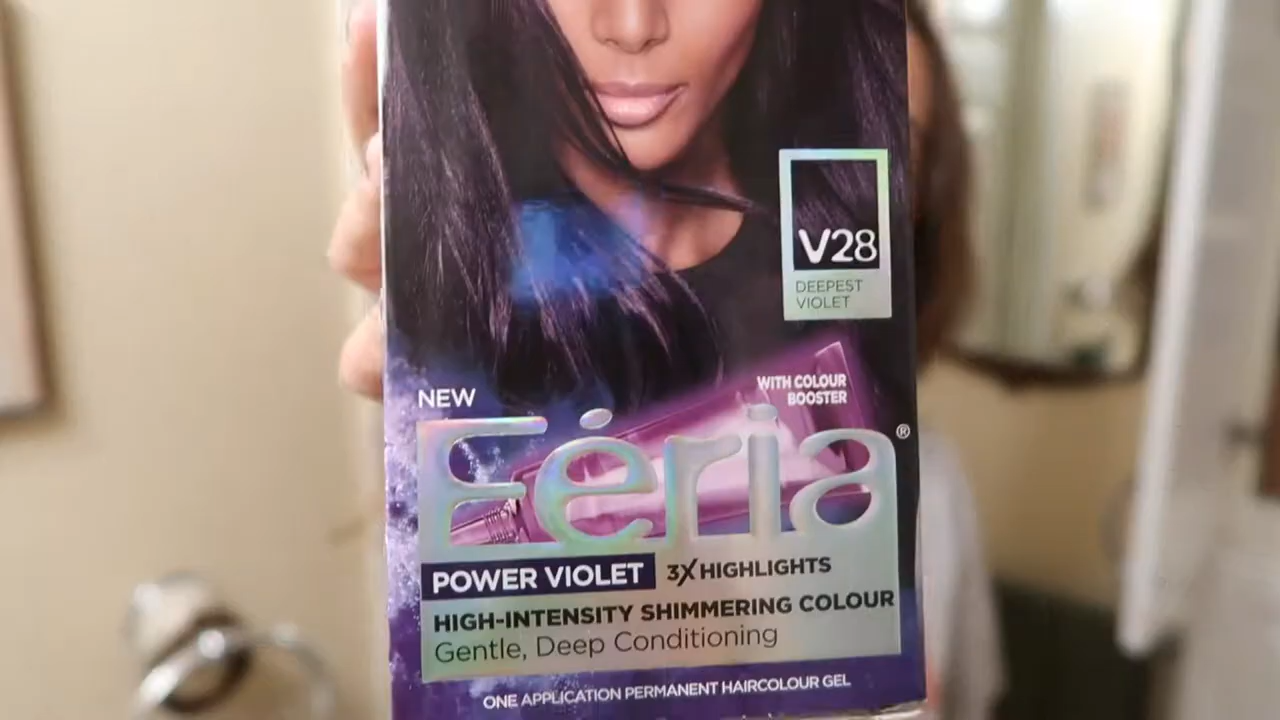 V28
DEEPEST
VIOLET
NEW
WITH COLOUR
BOOSTER
Féria®
POWER VIOLET
3X HIGHLIGHTS
HIGH-INTENSITY SHIMMERING COLOUR
Gentle, Deep Conditioning
ONE APPLICATION PERMANENT HAIRCOLOUR GEL